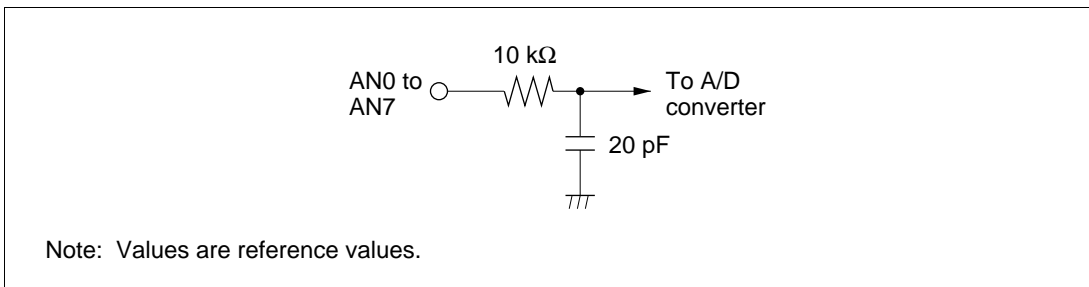 10 kΩ
AN0 to
AN7
To A/D
converter
20 pF
Note: Values are reference values.